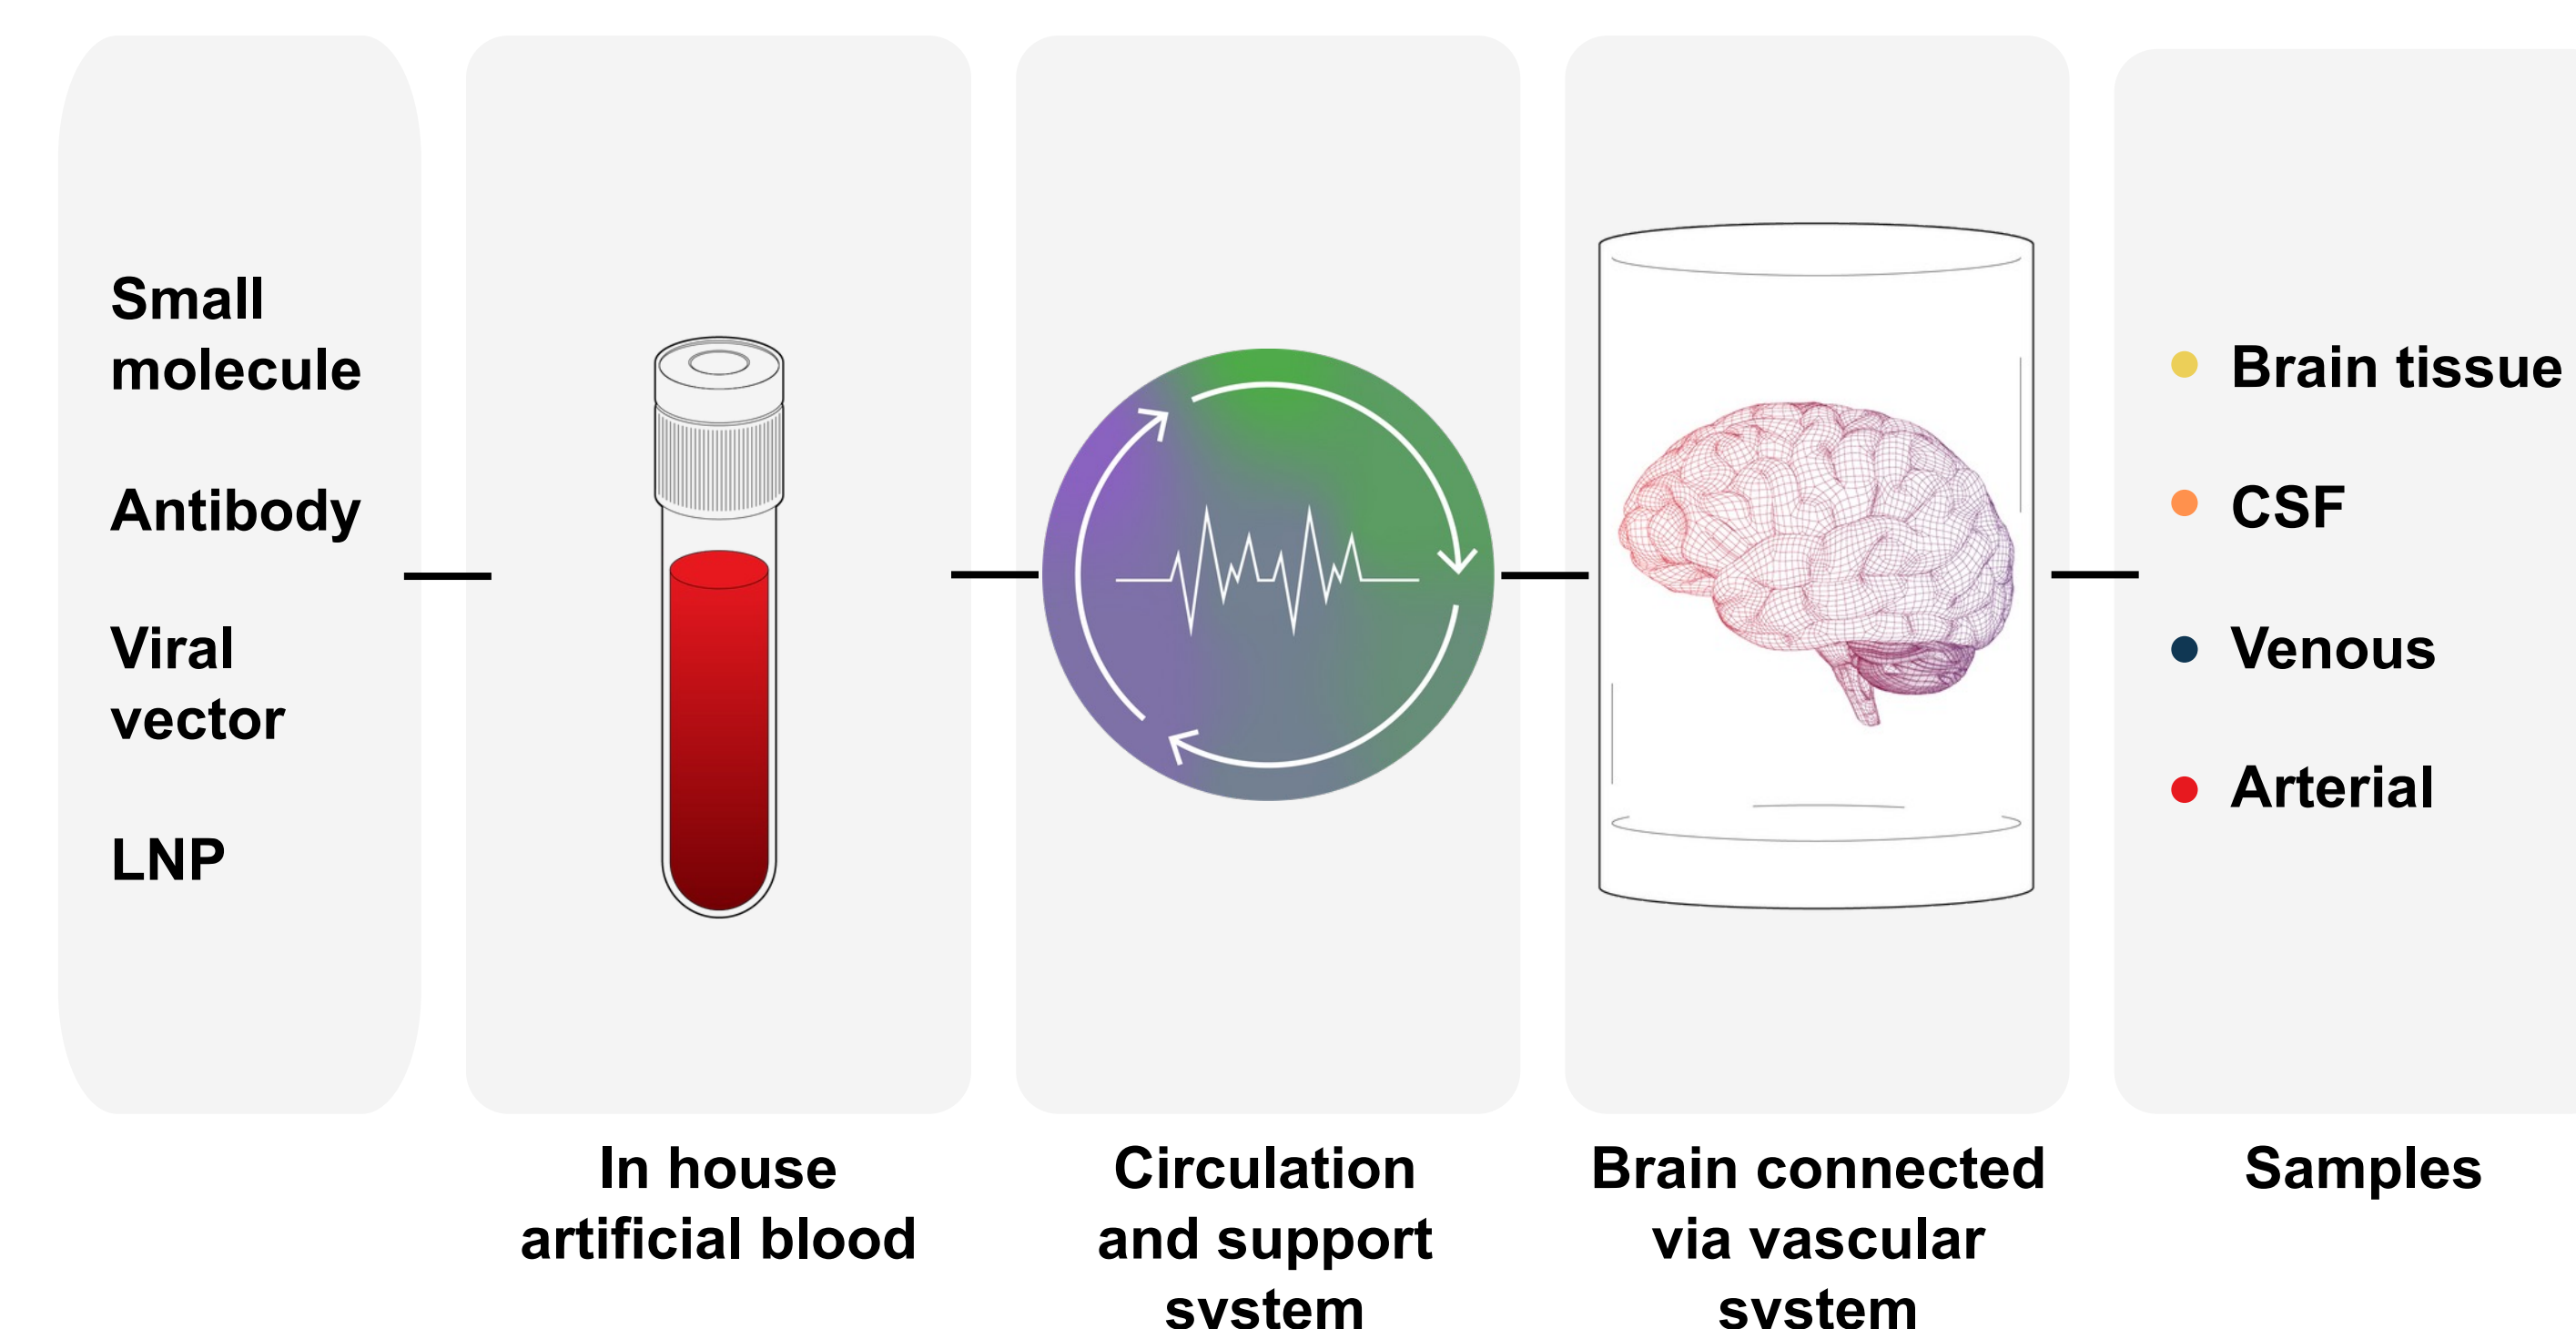 Small
molecule
Antibody
Viral
vector
LNP
Brain tissue
CSF
Venous
Arterial
In house
artificial blood
Circulation
and support
system
Brain connected
via vascular
system
Samples